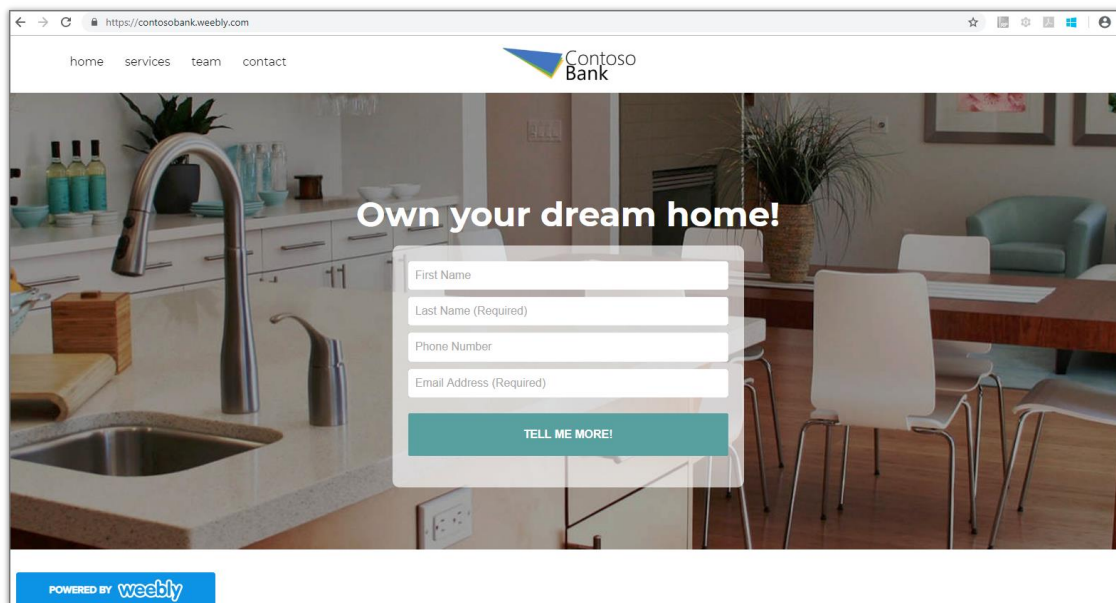 https://contosobank.weebly.com
home services team contact
Contoso
Bank
Own your dream home!
First Name
Last Name (Required)
Phone Number
Email Address (Required)
TELL ME MORE!
POWERED BY weebly